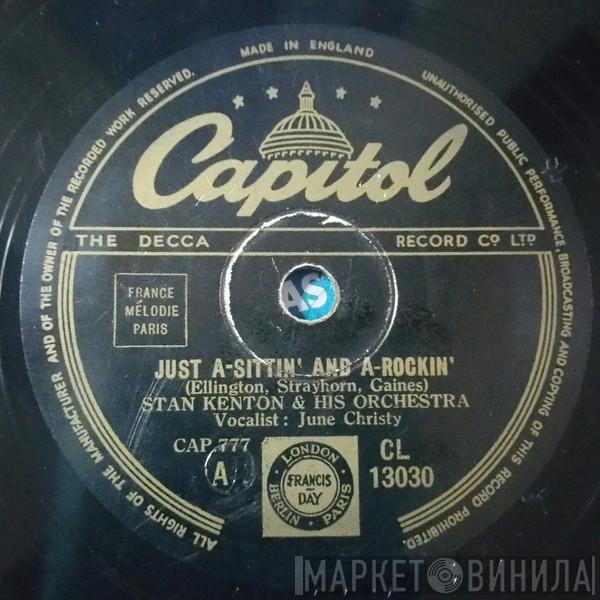 MADE IN ENGLAND
ALL RIGHTS OF THE MANUFACTURER AND OF THE OWNER OF THE RECORDED WORK RESERVED.
UNAUTHORISED PUBLIC PERFORMANCE, BROADCASTING AND COPYING OF THIS RECORD PROHIBITED.
Capitol
THE DECCA RECORD Cº LTᴰ
AS
FRANCE
MÉLODIE
PARIS
JUST A-SITTIN' AND A-ROCKIN'
(Ellington, Strayhorn, Gaines)
STAN KENTON & HIS ORCHESTRA
Vocalist: June Christy
CAP 777
A
LONDON
FRANCIS
DAY
BERLIN PARIS
CL
13030
МАРКЕТ ВИНИЛА